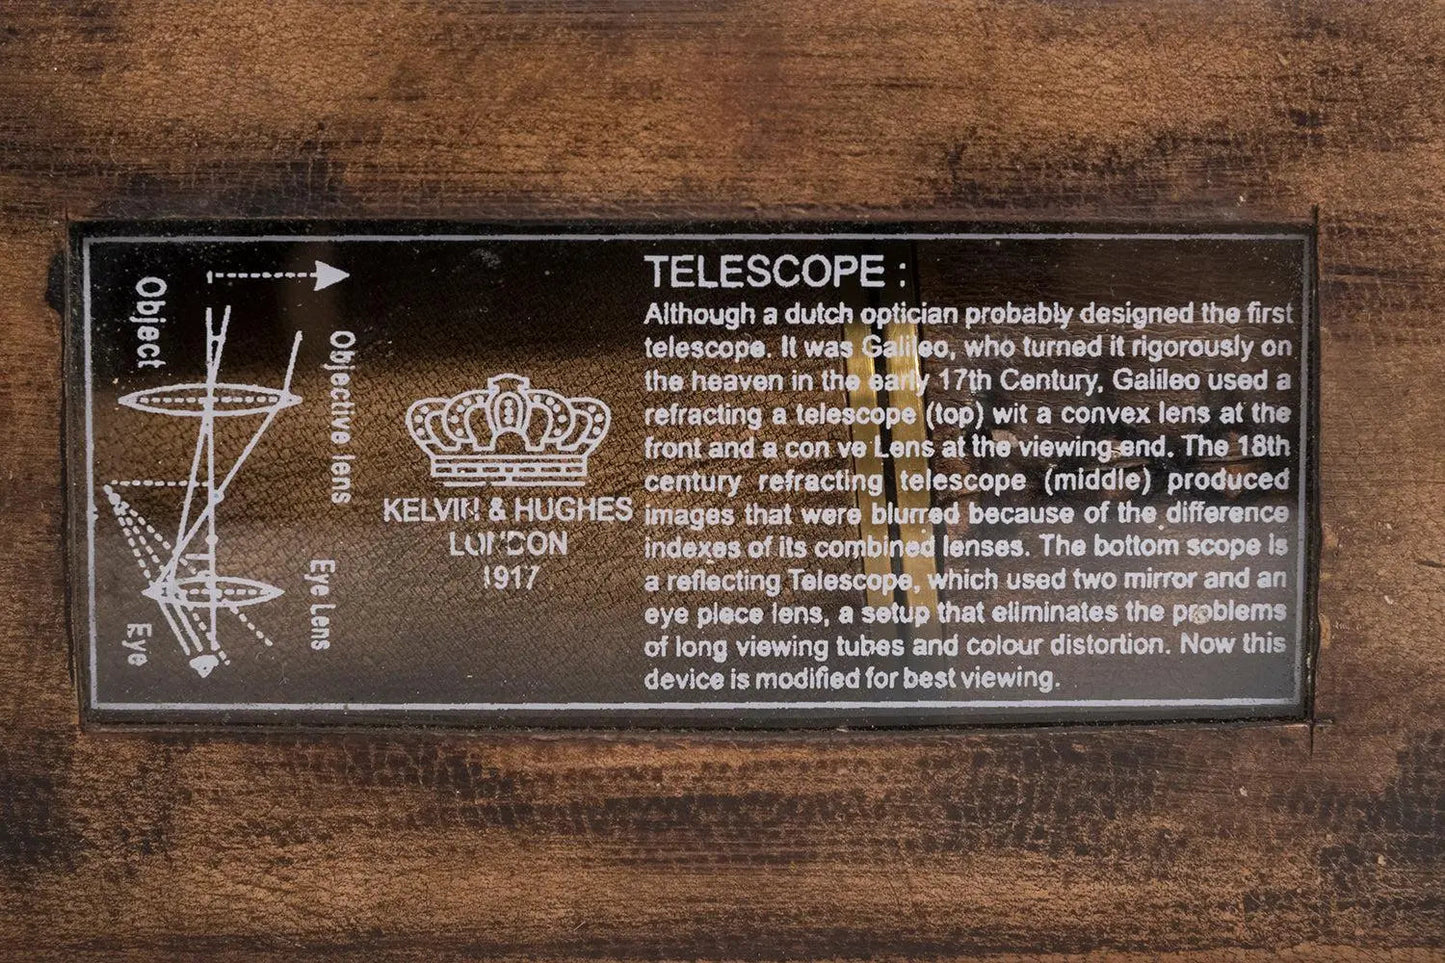 Object
Objective lens
Eye Lens
Eye
KELVIN & HUGHES
LONDON
1917
TELESCOPE :
Although a dutch optician probably designed the first
telescope. It was Galileo, who turned it rigorously on
the heaven in the early 17th Century, Galileo used a
refracting a telescope (top) wit a convex lens at the
front and a con ve Lens at the viewing end. The 18th
century refracting telescope (middle) produced
images that were blurred because of the difference
indexes of its combined lenses. The bottom scope is
a reflecting Telescope, which used two mirror and an
eye piece lens, a setup that eliminates the problems
of long viewing tubes and colour distortion. Now this
device is modified for best viewing.